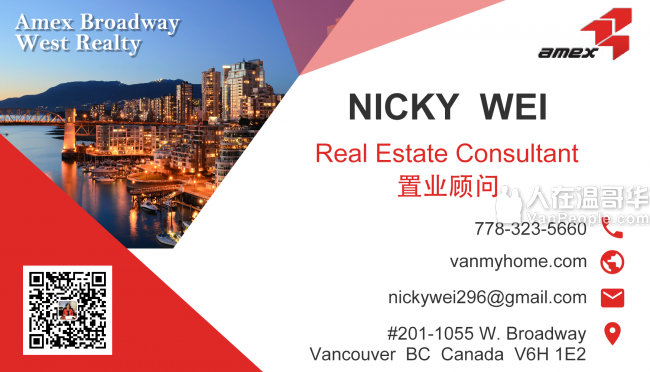 Amex Broadway
West Realty
amex
NICKY WEI
Real Estate Consultant
置业顾问
人在温哥华
VanPeople.com
778-323-5660
vanmyhome.com
nickywei296@gmail.com
#201-1055 W. Broadway
Vancouver BC Canada V6H 1E2